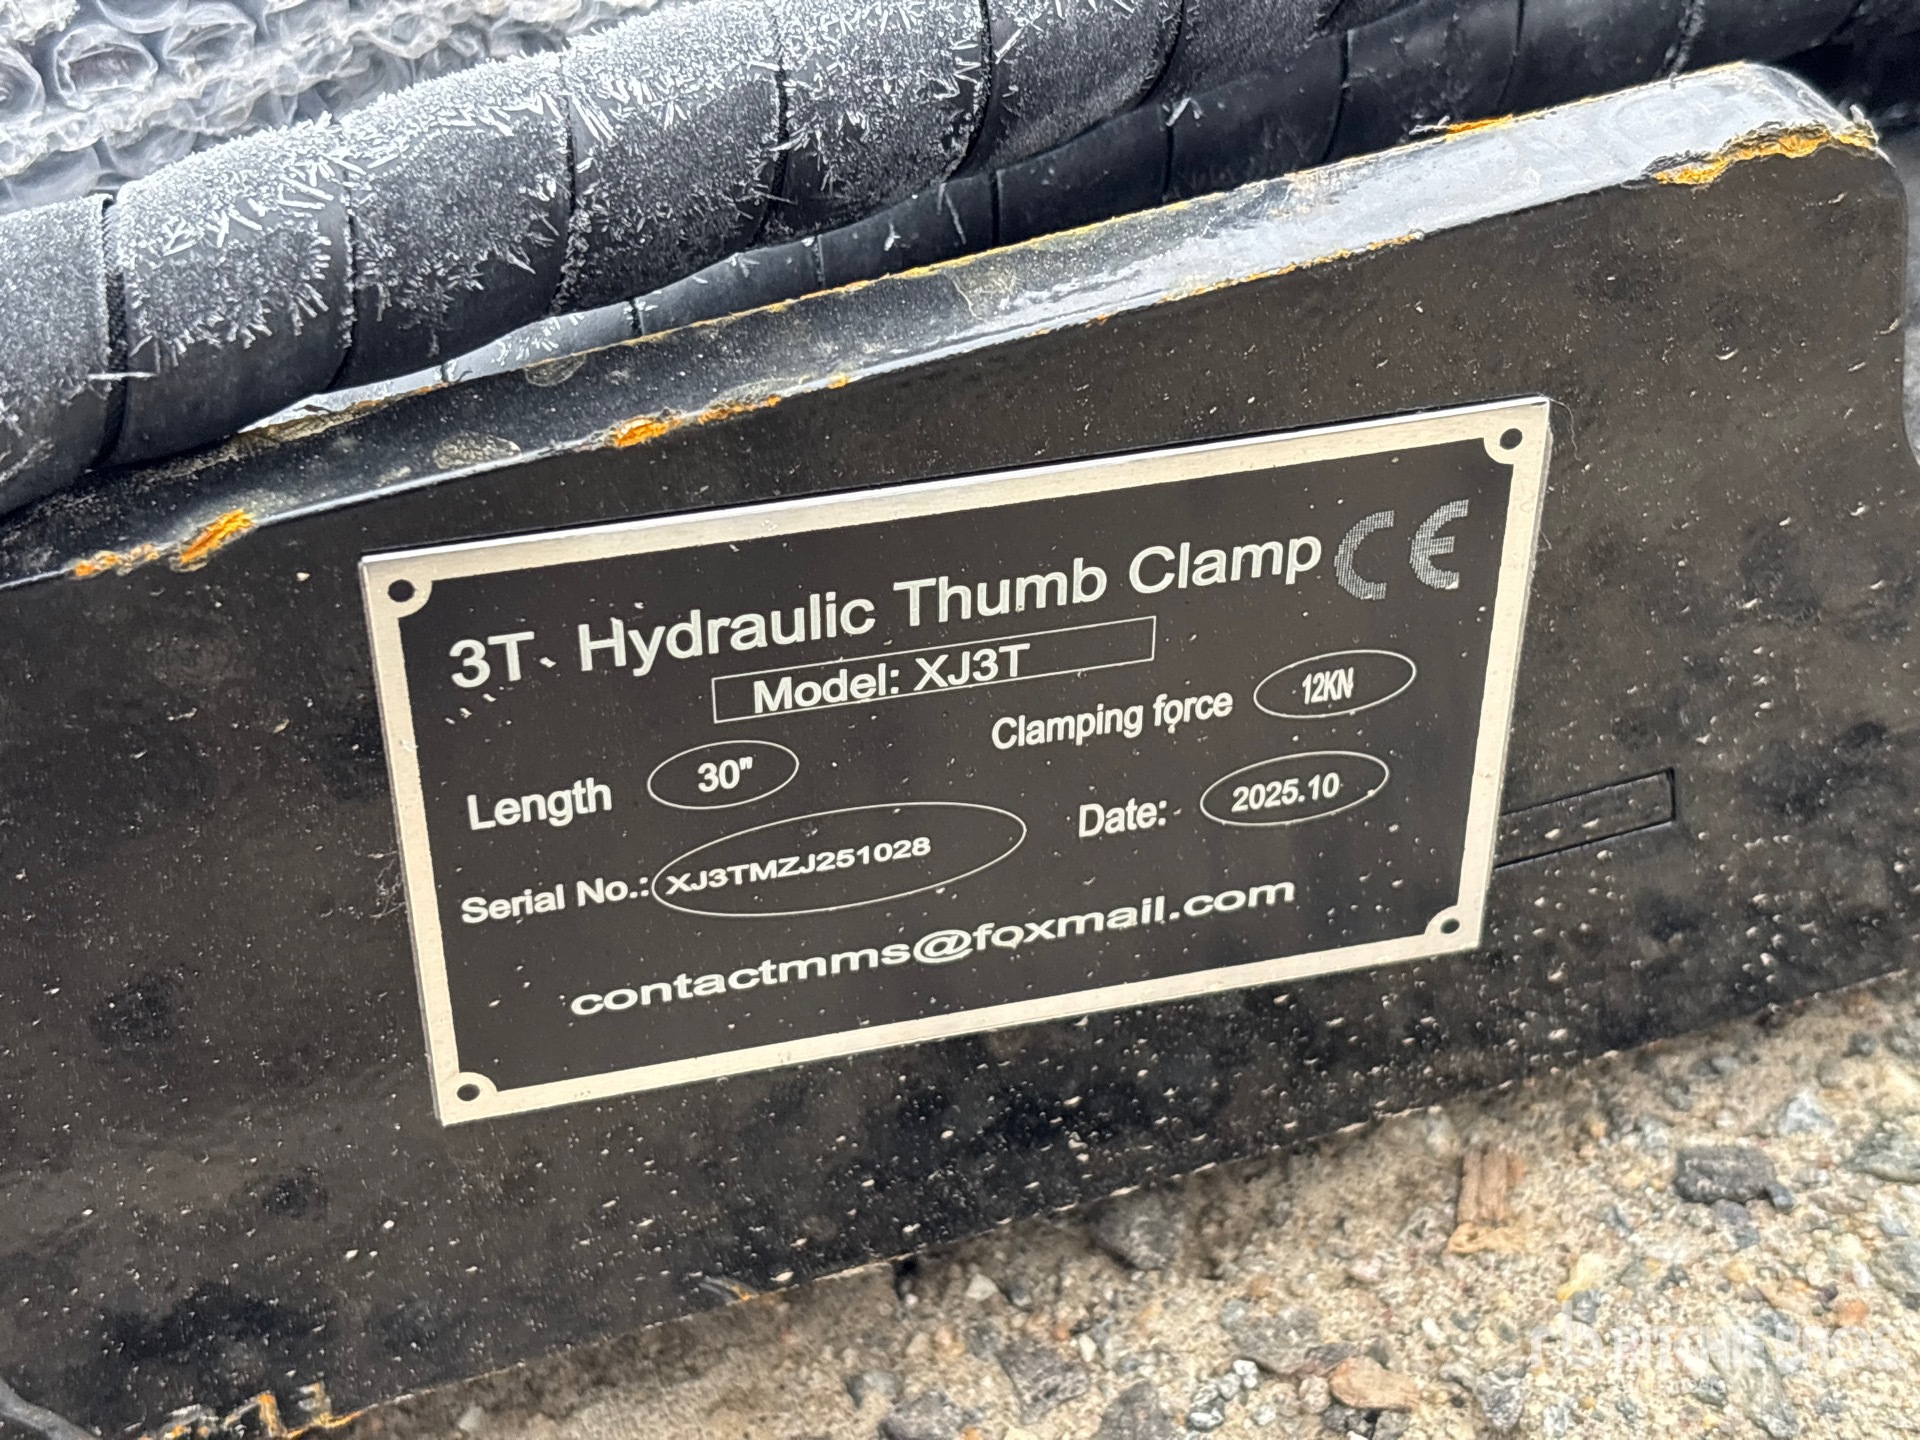 3T Hydraulic Thumb Clamp CE
Model: XJ3T
Clamping force 12KN
Length 30"
Date: 2025.10
Serial No.: XJ3TMZJ251028
contactmms@foxmail.com